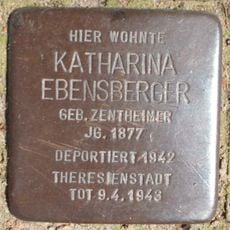 HIER WOHNTE
KATHARINA
EBENSBERGER
GEB. ZENTHEIMER
JG. 1877
DEPORTIERT 1942
THERESIENSTADT
TOT 9.4.1943